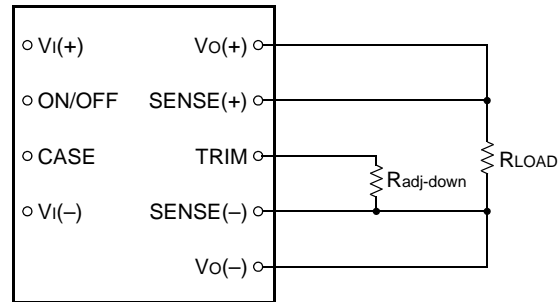 VI(+) VO(+)
ON/OFF SENSE(+)
CASE TRIM
Radj-down RLOAD
VI(–) SENSE(–)
VO(–)